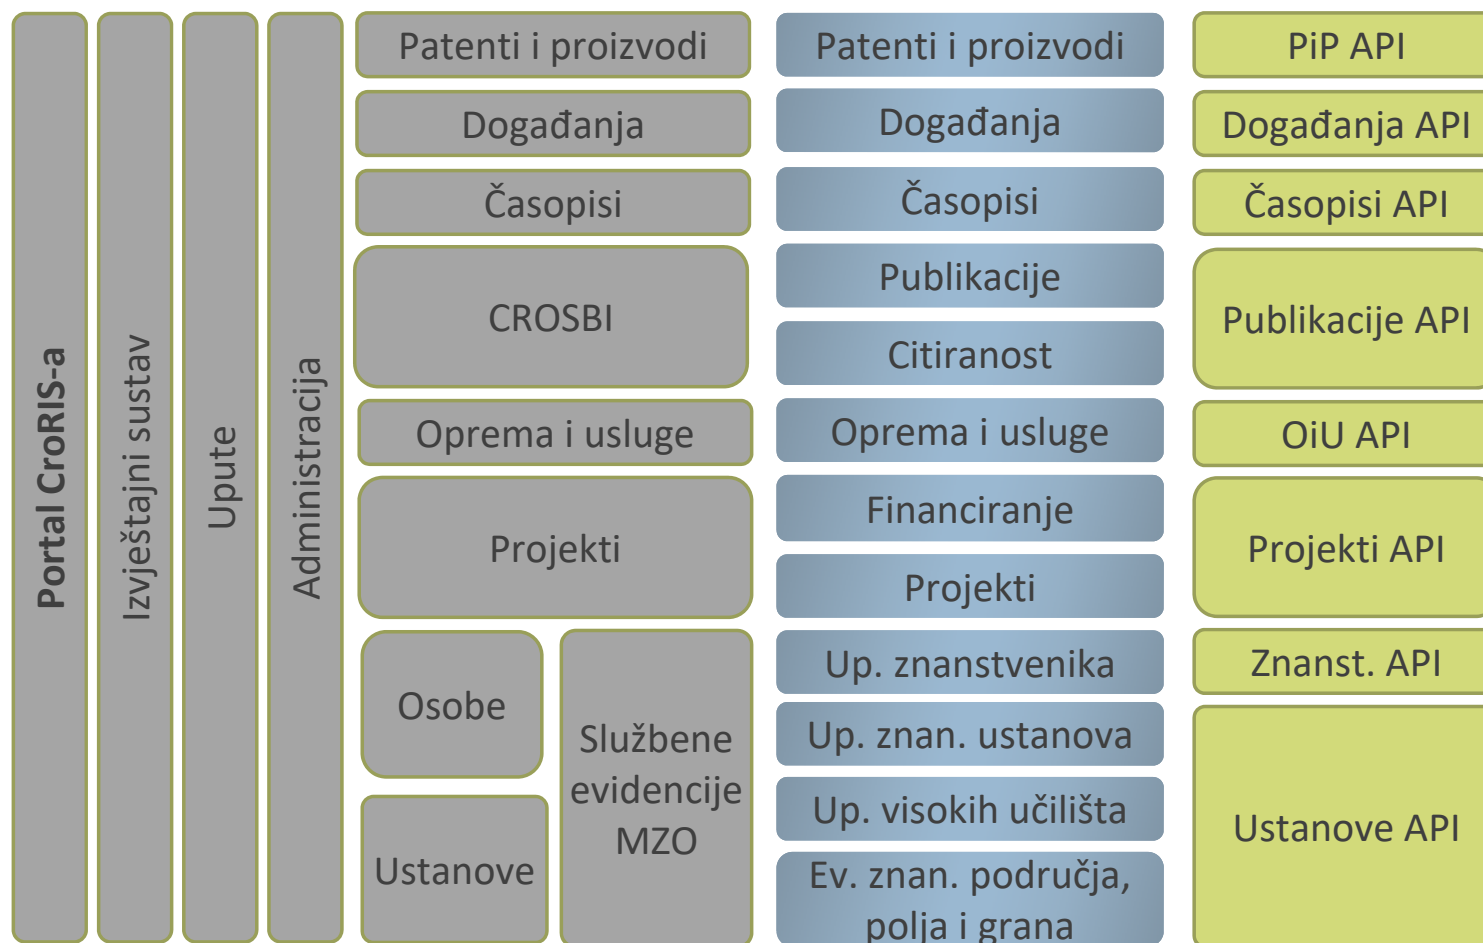 Portal CroRIS-a
Izvještajni sustav
Upute
Administracija
Patenti i proizvodi
Događanja
Časopisi
CROSBI
Oprema i usluge
Projekti
Osobe
Ustanove
Službene
evidencije
MZO
Patenti i proizvodi
Događanja
Časopisi
Publikacije
Citiranost
Oprema i usluge
Financiranje
Projekti
Up. znanstvenika
Up. znan. ustanova
Up. visokih učilišta
Ev. znan. područja,
polja i grana
PiP API
Događanja API
Časopisi API
Publikacije API
OiU API
Projekti API
Znanst. API
Ustanove API